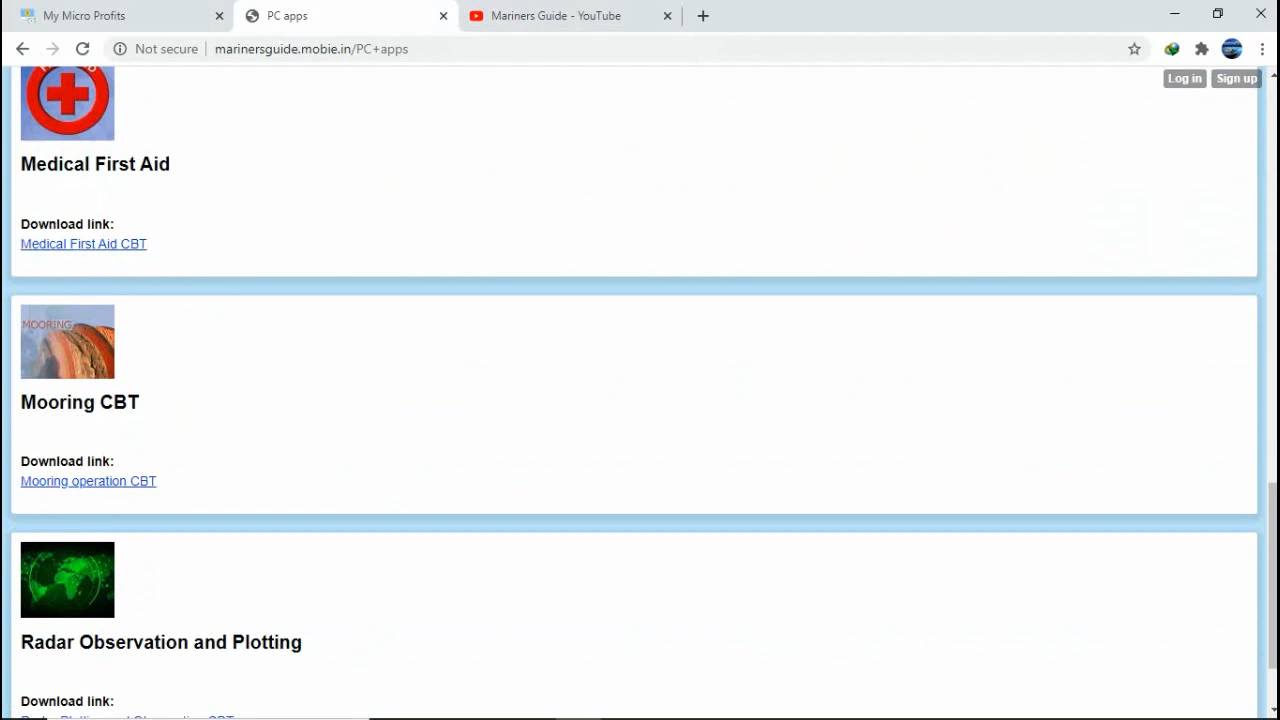 My Micro Profits
PC apps
Mariners Guide - YouTube
Not secure
marinersguide.mobie.in/PC+apps
Log in
Sign up
Medical First Aid
Download link:
Medical First Aid CBT
MOORING
Mooring CBT
Download link:
Mooring operation CBT
Radar Observation and Plotting
Download link: